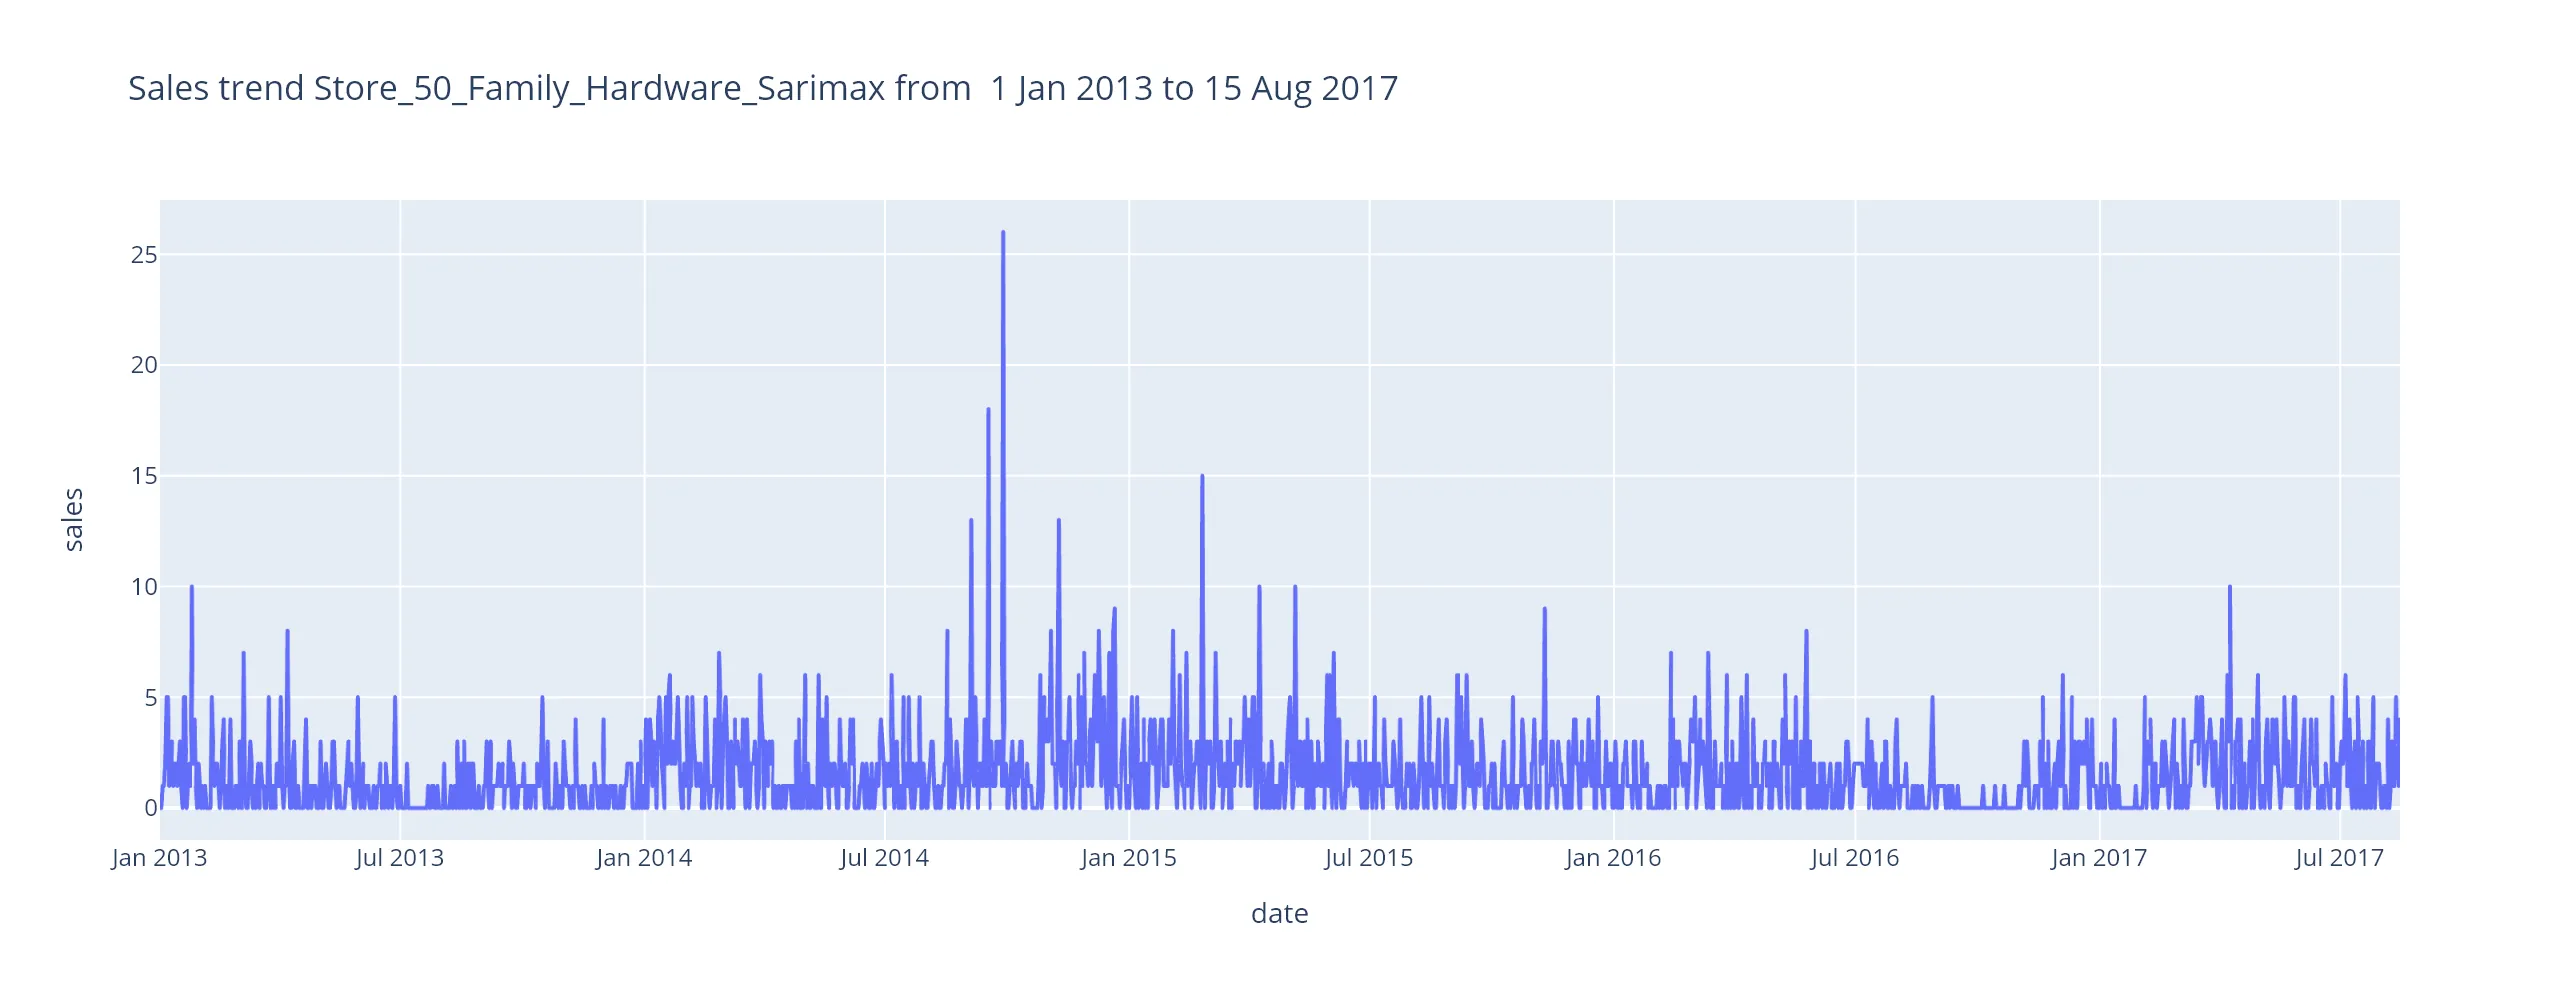 Sales trend Store_50_Family_Hardware_Sarimax from  1 Jan 2013 to 15 Aug 2017
25
20
15
10
5
0
sales
Jan 2013 Jul 2013 Jan 2014 Jul 2014 Jan 2015 Jul 2015 Jan 2016 Jul 2016 Jan 2017 Jul 2017
date